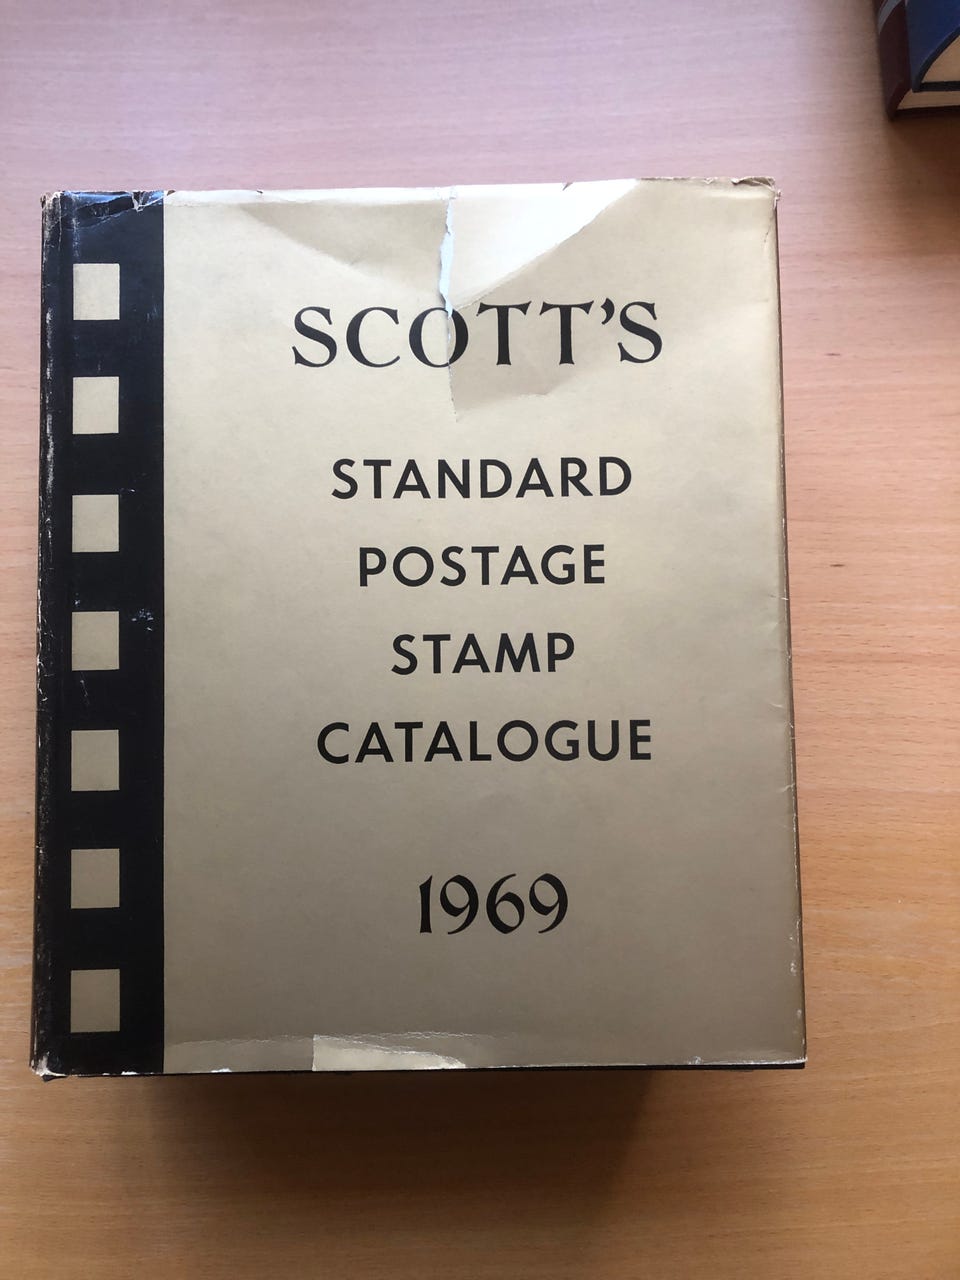 SCOTT'S
STANDARD
POSTAGE
STAMP
CATALOGUE
1969